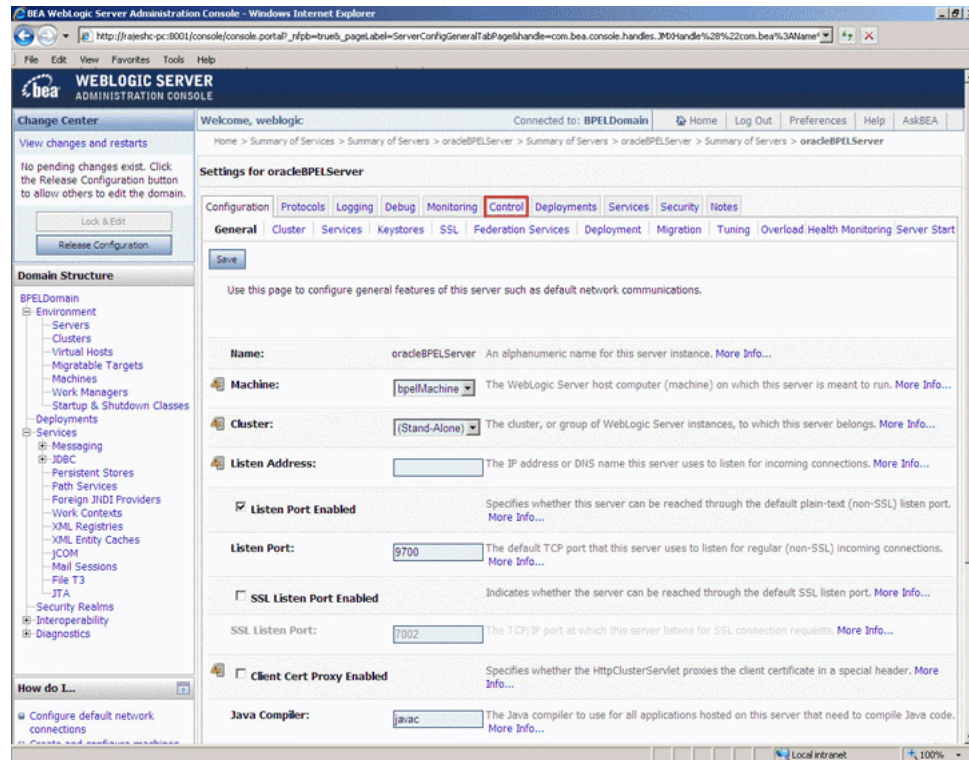 BEA WebLogic Server Administration Console - Windows Internet Explorer
http://rajeshc-pc:8001/console/console.portal?_nfpb=true&_pageLabel=ServerConfigGeneralTabPage&handle=com.bea.console.handles.JMXHandle%28%22com.bea%3AName
File Edit View Favorites Tools Help
bea WEBLOGIC SERVER
ADMINISTRATION CONSOLE
Change Center
View changes and restarts
No pending changes exist. Click
the Release Configuration button
to allow others to edit the domain.
Lock & Edit
Release Configuration
Domain Structure
BPELDomain
Environment
Servers
Clusters
Virtual Hosts
Migratable Targets
Machines
Work Managers
Startup & Shutdown Classes
Deployments
Services
Messaging
JDBC
Persistent Stores
Path Services
Foreign JNDI Providers
Work Contexts
XML Registries
XML Entity Caches
jCOM
Mail Sessions
File T3
JTA
Security Realms
Interoperability
Diagnostics
How do I...
Configure default network
connections
Create and configure machines
Welcome, weblogic Connected to: BPELDomain Home Log Out Preferences Help AskBEA
Home > Summary of Services > Summary of Servers > oracleBPELServer > Summary of Servers > oracleBPELServer > Summary of Servers > oracleBPELServer
Settings for oracleBPELServer
Configuration Protocols Logging Debug Monitoring Control Deployments Services Security Notes
General Cluster Services Keystores SSL Federation Services Deployment Migration Tuning Overload Health Monitoring Server Start
Save
Use this page to configure general features of this server such as default network communications.
Name: oracleBPELServer An alphanumeric name for this server instance. More Info...
Machine: bpelMachine The WebLogic Server host computer (machine) on which this server is meant to run. More Info...
Cluster: (Stand-Alone) The cluster, or group of WebLogic Server instances, to which this server belongs. More Info...
Listen Address: The IP address or DNS name this server uses to listen for incoming connections. More Info...
Listen Port Enabled Specifies whether this server can be reached through the default plain-text (non-SSL) listen port.
More Info...
Listen Port: 9700 The default TCP port that this server uses to listen for regular (non-SSL) incoming connections.
More Info...
SSL Listen Port Enabled Indicates whether the server can be reached through the default SSL listen port. More Info...
SSL Listen Port: 7002 The TCP/IP port at which this server listens for SSL connection requests. More Info...
Client Cert Proxy Enabled Specifies whether the HttpClusterServlet proxies the client certificate in a special header. More
Info...
Java Compiler: javac The Java compiler to use for all applications hosted on this server that need to compile Java code.
More Info...
Local intranet 100%